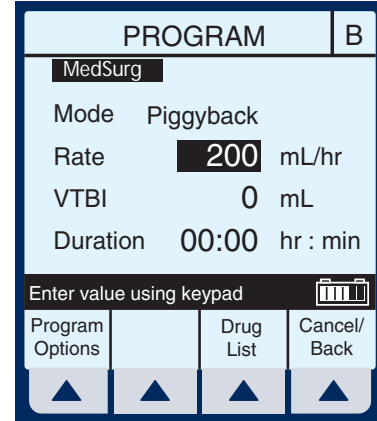 PROGRAM B
MedSurg
Mode Piggyback
Rate 200 mL/hr
VTBI 0 mL
Duration 00:00 hr : min
Enter value using keypad
Program Options
Drug List
Cancel/ Back